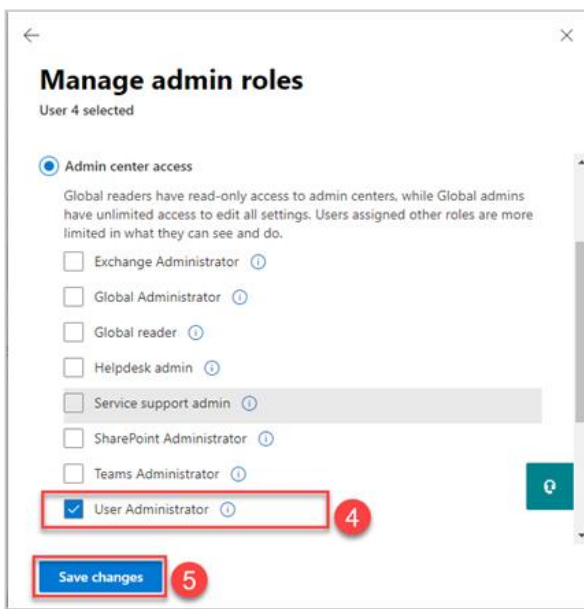 Manage admin roles
User 4 selected
Admin center access
Global readers have read-only access to admin centers, while Global admins
have unlimited access to edit all settings. Users assigned other roles are more
limited in what they can see and do.
Exchange Administrator
Global Administrator
Global reader
Helpdesk admin
Service support admin
SharePoint Administrator
Teams Administrator
User Administrator
4
Save changes
5